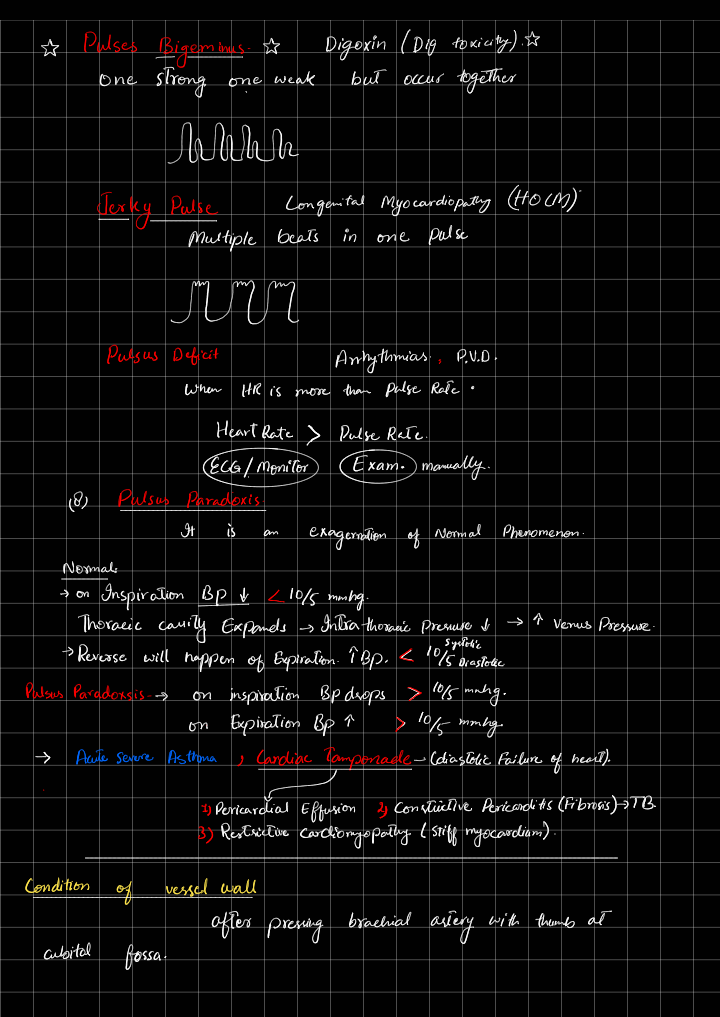 ☆ Pulses Bigeminus. ☆ Digoxin (Dig toxicity). ☆
one strong one weak but occur together
Jerky Pulse Congenital Myocardiopathy (HOCM)
Multiple beats in one pulse
Pulsus Deficit Arrhythmias, P.V.D.
When HR is more than Pulse Rate.
Heart Rate > Pulse Rate.
ECG/Monitor Exam. manually.
(8) Pulsus Paradoxis
It is an exageration of Normal Phenomenon.
Normal.
→ on Inspiration BP ↓ < 10/5 mmhg.
Thoracic cavity Expands → Intra-thoracic pressure ↓ → ↑ Venus Pressure.
→ Reverse will happen of Expiration. ↑ Bp. < 10/5 Systolic Diastolic
Pulsus Paradoxsis → on inspiration Bp drops > 10/5 mmhg.
on Expiration BP ↑ > 10/5 mmhg.
→ Acute Severe Asthma, Cardiac Tamponade → (diastolic Failure of heart).
1) Pericardial Effusion 2) Constrictive Pericarditis (Fibrosis) → TB.
3) Restrictive cardiomyopathy (stiff myocardium).
Condition of vessel wall
after pressing brachial astery with thumb at
cubital fossa.